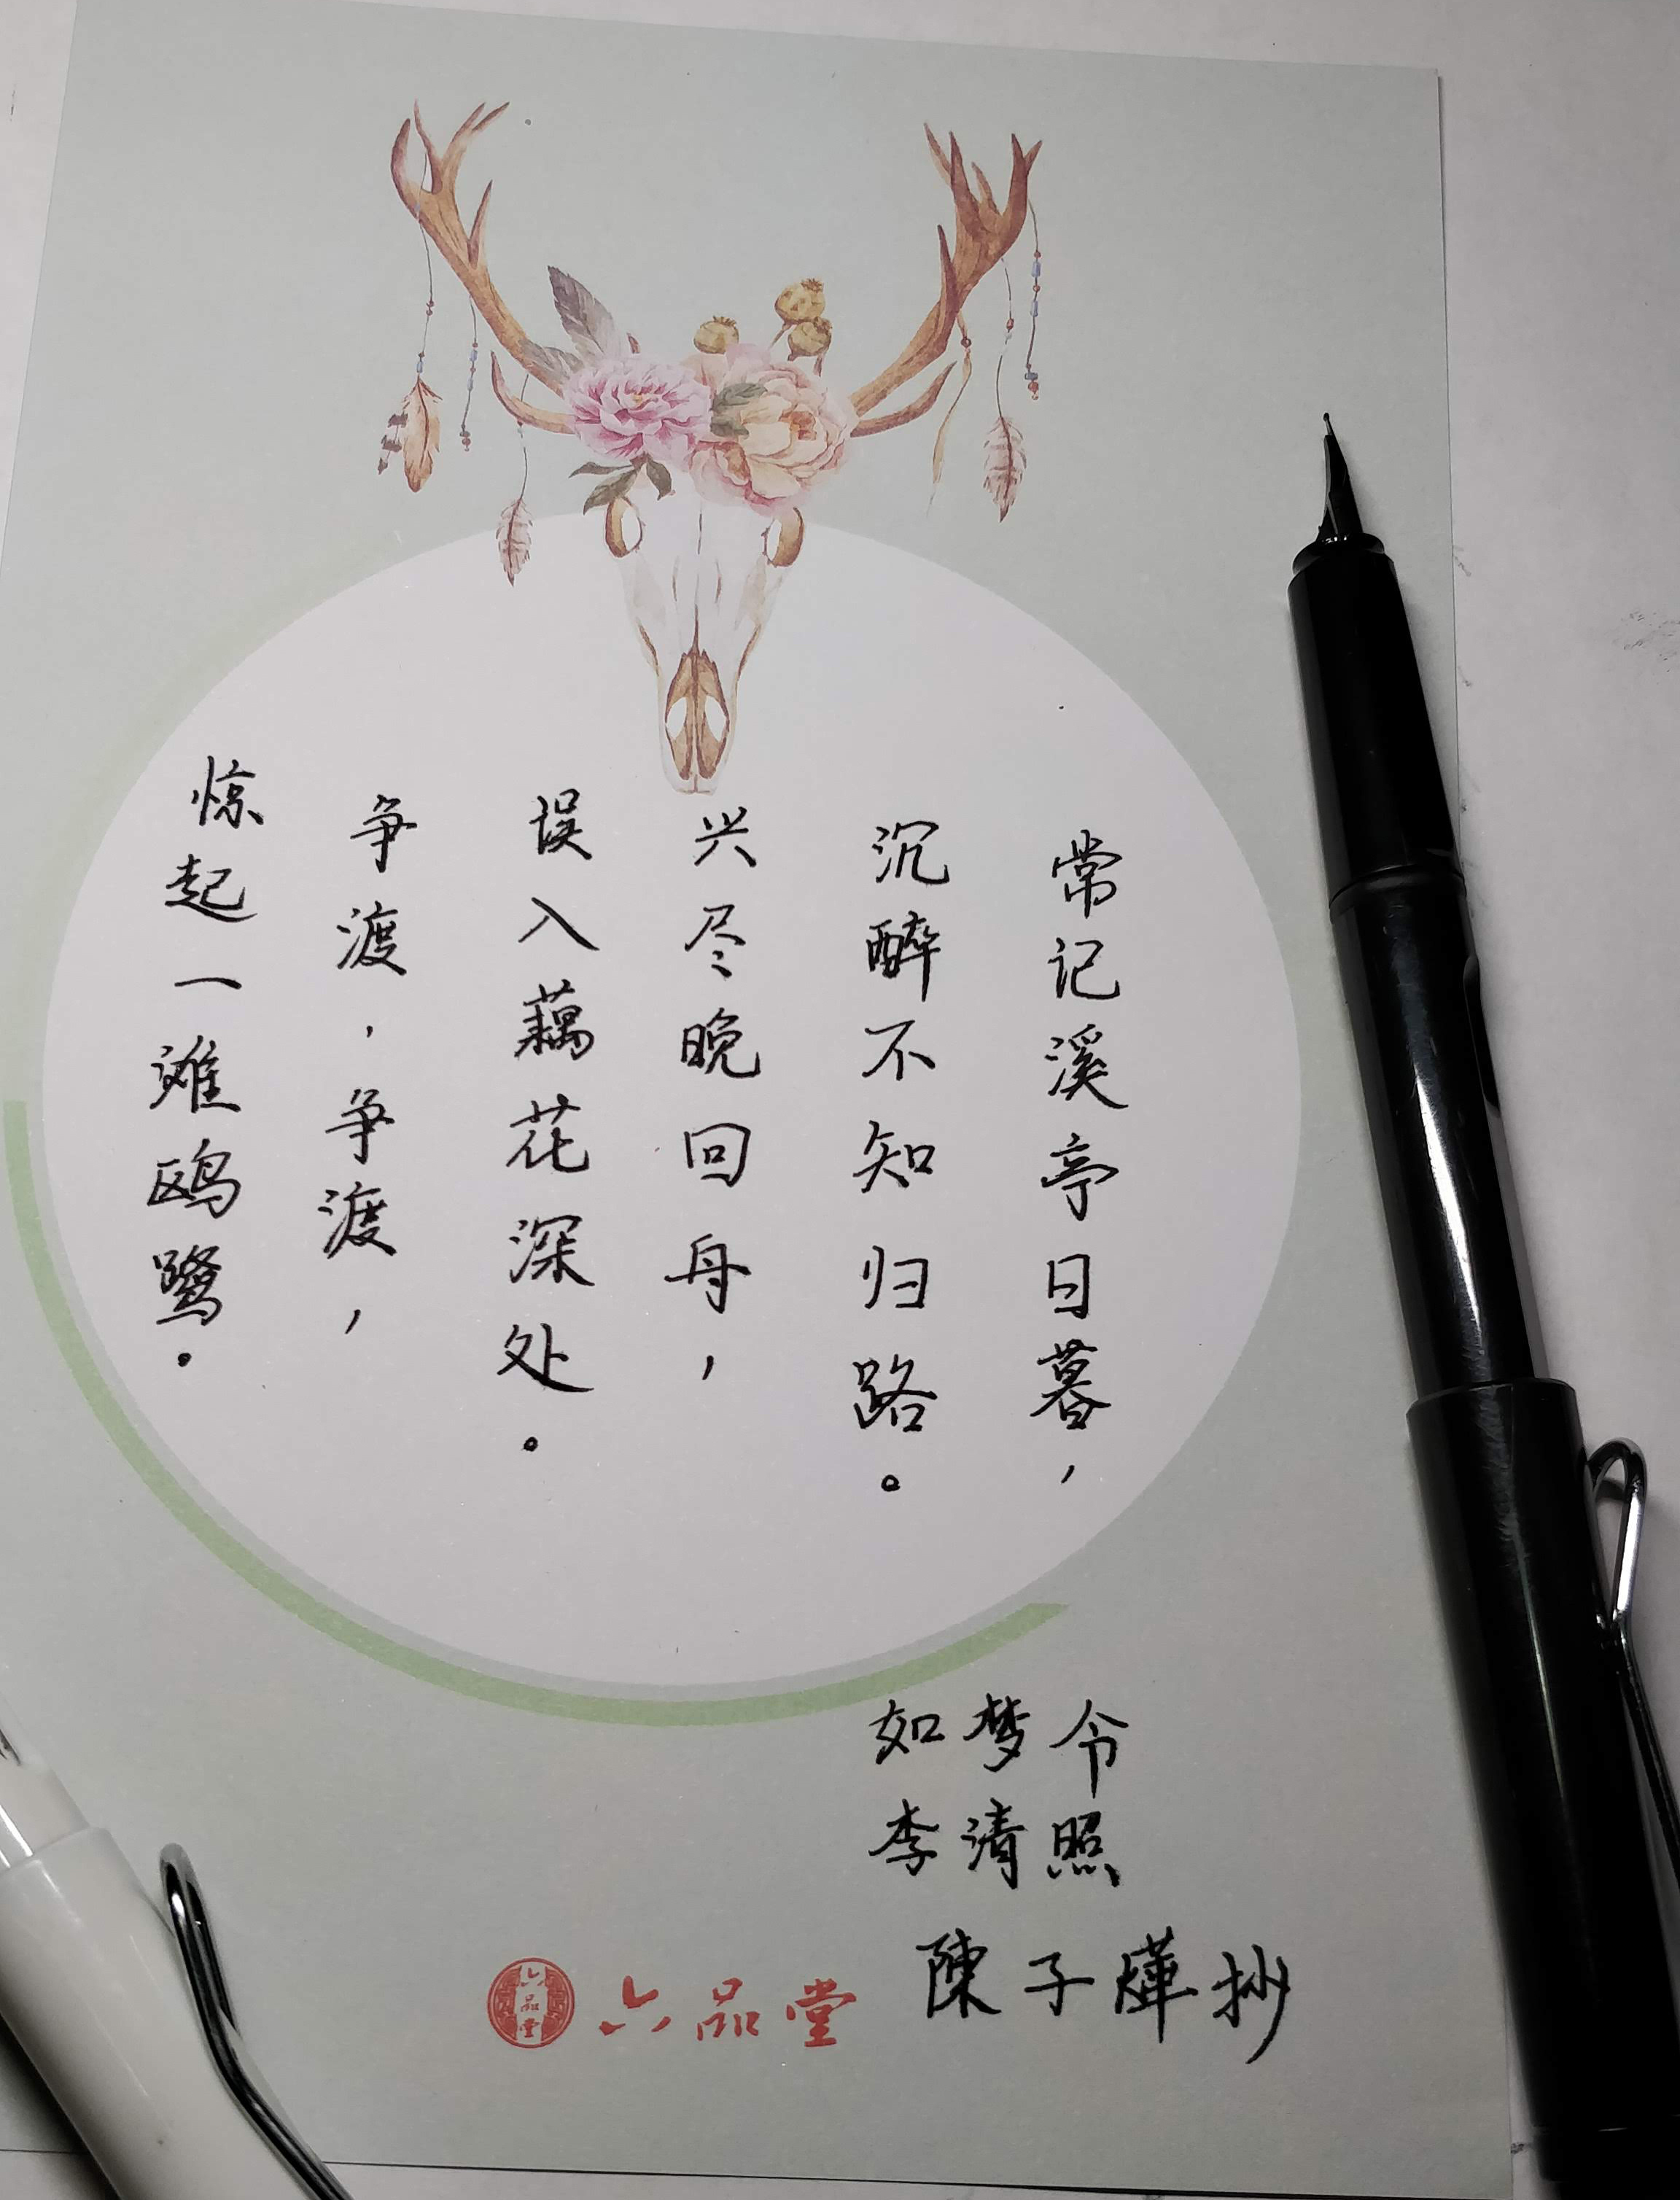 常记溪亭日暮，
沉醉不知归路。
兴尽晚回舟，
误入藕花深处。
争渡，争渡，
惊起一滩鸥鹭。
如梦令
李清照
陳子燁抄
六品堂
六品堂